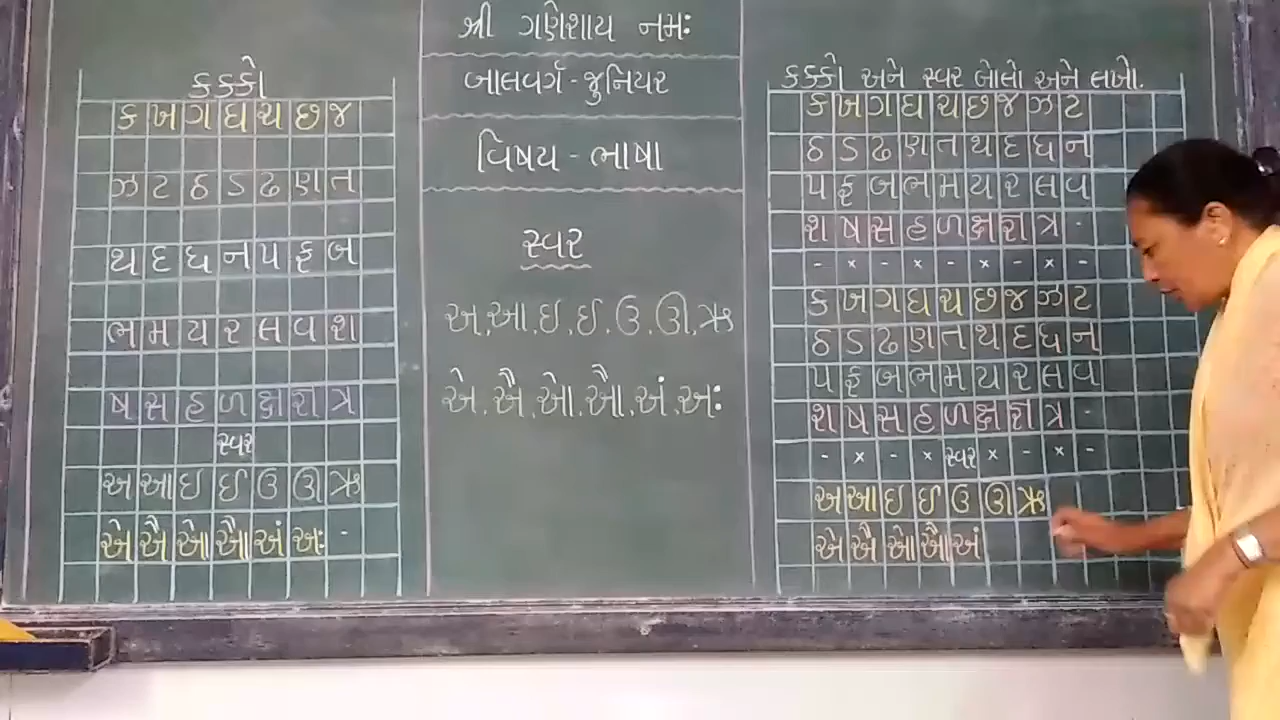 કક્કો
ક ખ ગ ઘ ચ છ જ
ઝ ટ ઠ ડ ઢ ણ ત
થ દ ધ ન પ ફ બ
ભ મ ય ર લ વ શ
ષ સ હ ળ ક્ષ જ્ઞ ત્ર
સ્વર
અ આ ઇ ઈ ઉ ઊ ઋ
એ ઐ ઓ ઔ અં અઃ -
શ્રી ગણેશાય નમઃ
બાલવર્ગ - જુનિયર
વિષય - ભાષા
સ્વર
અ.આ.ઇ.ઈ.ઉ.ઊ.ઋ
એ.ઐ.ઓ.ઔ.અં.અઃ
કક્કો અને સ્વર બોલો અને લખો.
ક ખ ગ ઘ ચ છ જ ઝ ટ
ઠ ડ ઢ ણ ત થ દ ધ ન
પ ફ બ ભ મ ય ર લ વ
શ ષ સ હ ળ ક્ષ જ્ઞ ત્ર -
- × - × - × - × -
ક ખ ગ ઘ ચ છ જ ઝ ટ
ઠ ડ ઢ ણ ત થ દ ધ ન
પ ફ બ ભ મ ય ર લ વ
શ ષ સ હ ળ ક્ષ જ્ઞ ત્ર -
- × - × સ્વર × - × -
અ આ ઇ ઈ ઉ ઊ ઋ
એ ઐ ઓ ઔ અં